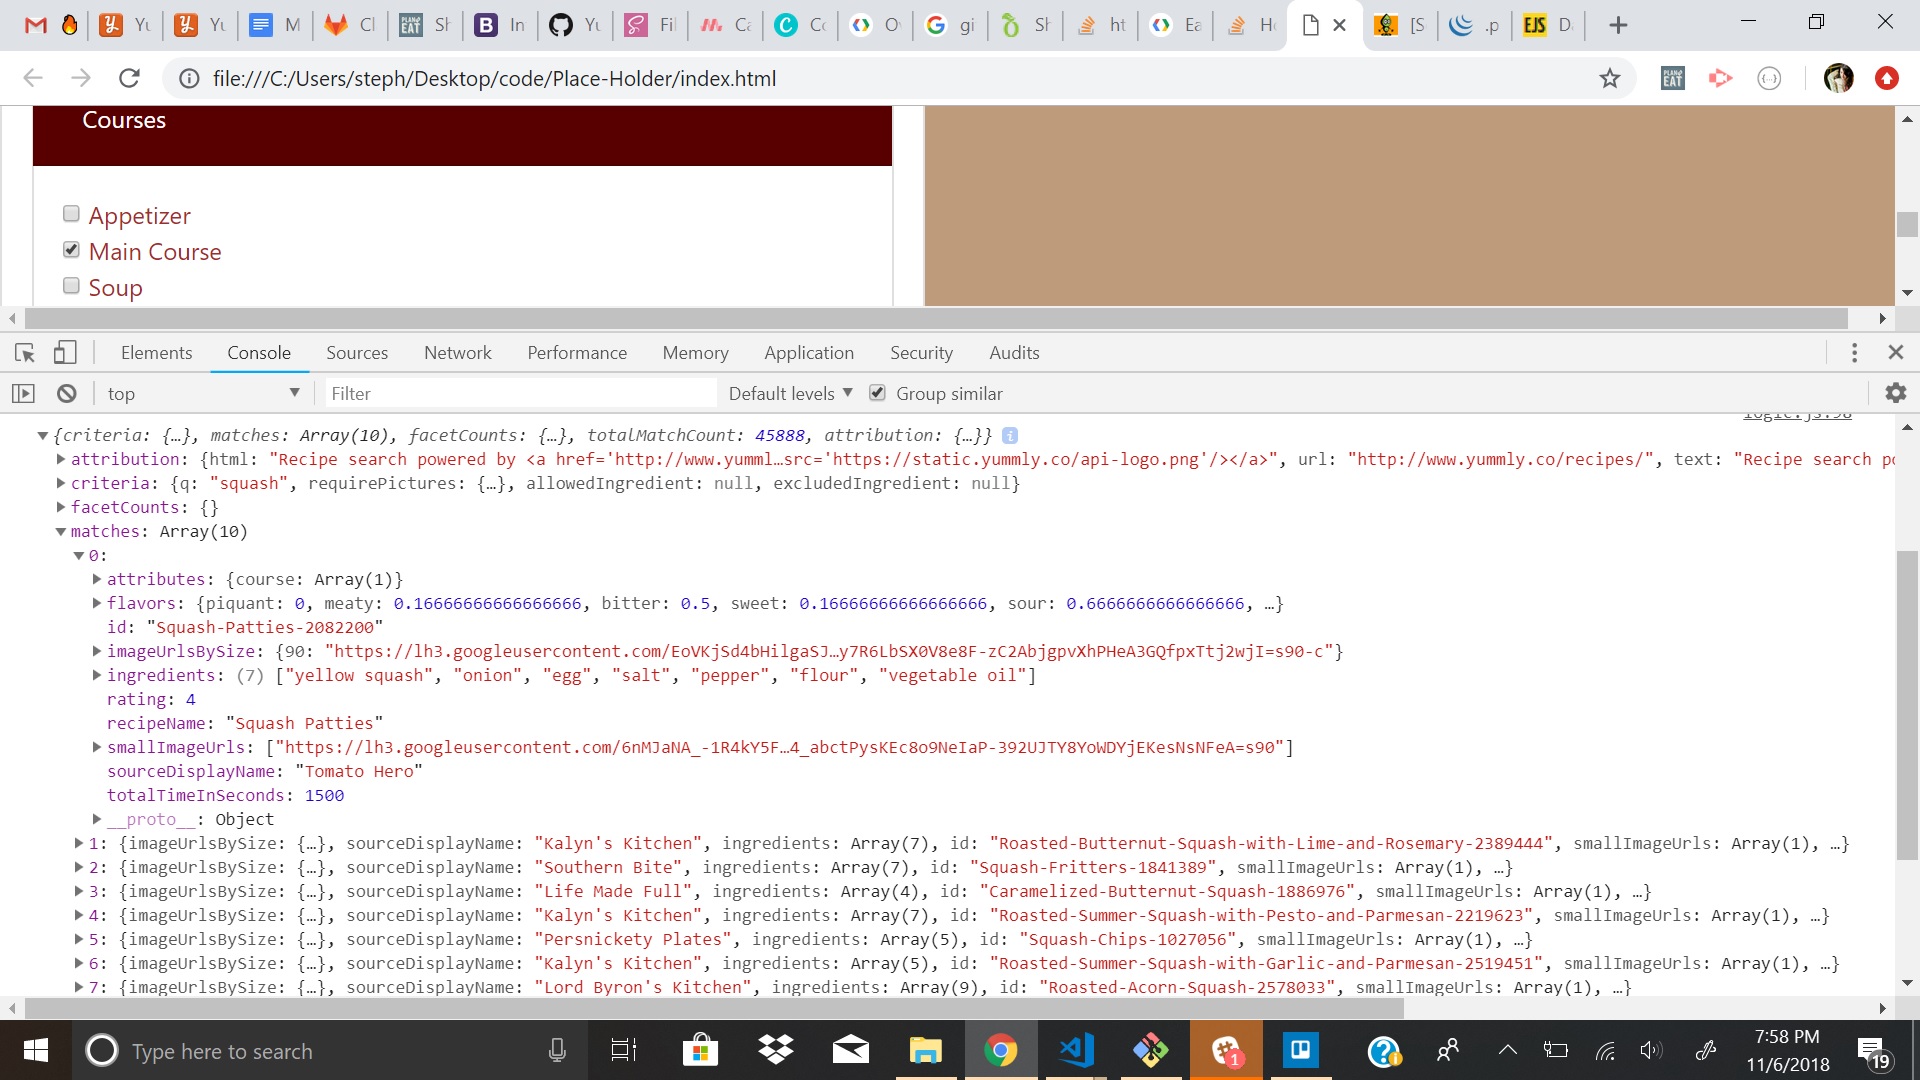 Yu
Yu
M
Cl
PLAN EAT
Sh
B
In
Yu
Fil
Ca
Co
O
gi
Sh
ht
Ea
Ho
[S
.p
EJS
D
file:///C:/Users/steph/Desktop/code/Place-Holder/index.html
PLAN EAT
Courses
Appetizer
Main Course
Soup
Elements Console Sources Network Performance Memory Application Security Audits
top Filter Default levels Group similar
logic.js:98
{criteria: {…}, matches: Array(10), facetCounts: {…}, totalMatchCount: 45888, attribution: {…}}
attribution: {html: "Recipe search powered by <a href='http://www.yumml…src='https://static.yummly.co/api-logo.png'/></a>", url: "http://www.yummly.co/recipes/", text: "Recipe search po
criteria: {q: "squash", requirePictures: {…}, allowedIngredient: null, excludedIngredient: null}
facetCounts: {}
matches: Array(10)
0:
attributes: {course: Array(1)}
flavors: {piquant: 0, meaty: 0.16666666666666666, bitter: 0.5, sweet: 0.16666666666666666, sour: 0.6666666666666666, …}
id: "Squash-Patties-2082200"
imageUrlsBySize: {90: "https://lh3.googleusercontent.com/EoVKjSd4bHilgaSJ…y7R6LbSX0V8e8F-zC2AbjgpvXhPHeA3GQfpxTtj2wjI=s90-c"}
ingredients: (7) ["yellow squash", "onion", "egg", "salt", "pepper", "flour", "vegetable oil"]
rating: 4
recipeName: "Squash Patties"
smallImageUrls: ["https://lh3.googleusercontent.com/6nMJaNA_-1R4kY5F…4_abctPysKEc8o9NeIaP-392UJTY8YoWDYjEKesNsNFeA=s90"]
sourceDisplayName: "Tomato Hero"
totalTimeInSeconds: 1500
__proto__: Object
1: {imageUrlsBySize: {…}, sourceDisplayName: "Kalyn's Kitchen", ingredients: Array(7), id: "Roasted-Butternut-Squash-with-Lime-and-Rosemary-2389444", smallImageUrls: Array(1), …}
2: {imageUrlsBySize: {…}, sourceDisplayName: "Southern Bite", ingredients: Array(7), id: "Squash-Fritters-1841389", smallImageUrls: Array(1), …}
3: {imageUrlsBySize: {…}, sourceDisplayName: "Life Made Full", ingredients: Array(4), id: "Caramelized-Butternut-Squash-1886976", smallImageUrls: Array(1), …}
4: {imageUrlsBySize: {…}, sourceDisplayName: "Kalyn's Kitchen", ingredients: Array(7), id: "Roasted-Summer-Squash-with-Pesto-and-Parmesan-2219623", smallImageUrls: Array(1), …}
5: {imageUrlsBySize: {…}, sourceDisplayName: "Persnickety Plates", ingredients: Array(5), id: "Squash-Chips-1027056", smallImageUrls: Array(1), …}
6: {imageUrlsBySize: {…}, sourceDisplayName: "Kalyn's Kitchen", ingredients: Array(5), id: "Roasted-Summer-Squash-with-Garlic-and-Parmesan-2519451", smallImageUrls: Array(1), …}
7: {imageUrlsBySize: {…}, sourceDisplayName: "Lord Byron's Kitchen", ingredients: Array(9), id: "Roasted-Acorn-Squash-2578033", smallImageUrls: Array(1), …}
Type here to search
1
7:58 PM
11/6/2018
19